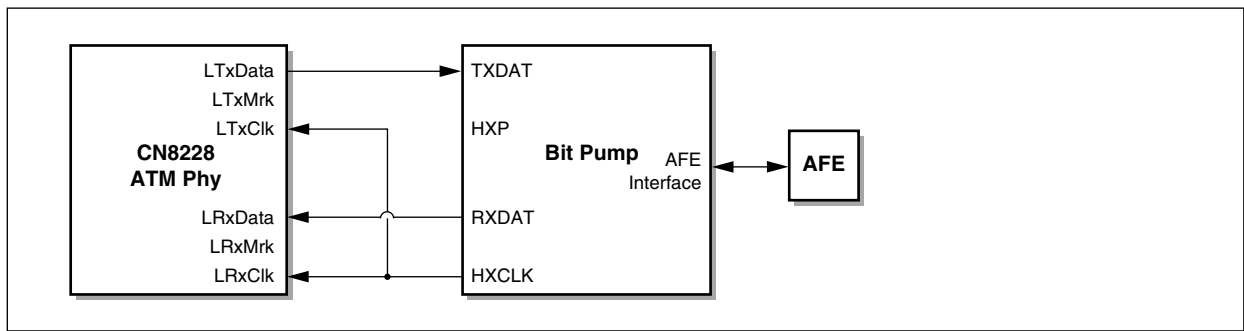 LTxData
LTxMrk
LTxClk
CN8228
ATM Phy
LRxData
LRxMrk
LRxClk
TXDAT
HXP
Bit Pump
AFE
Interface
RXDAT
HXCLK
AFE